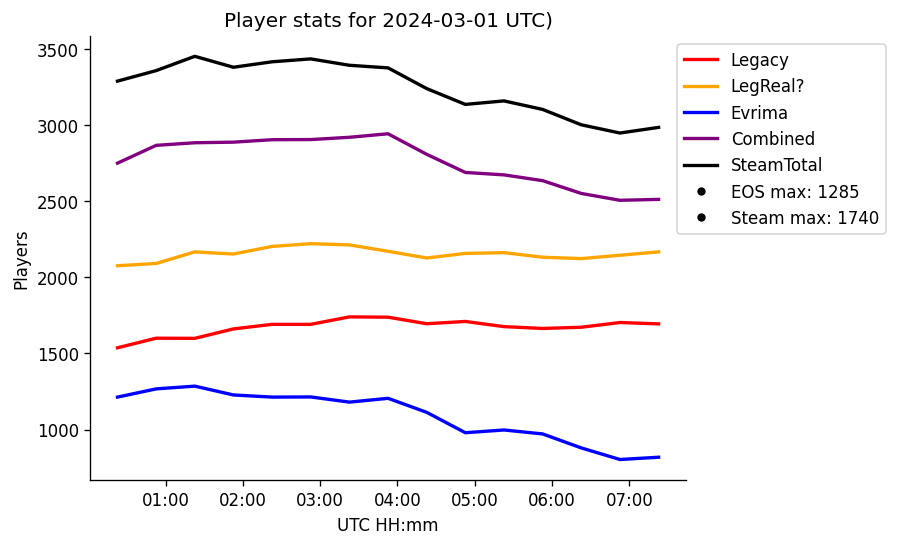 Player stats for 2024-03-01 UTC)
3500
3000
2500
2000
1500
1000
Players
01:00 02:00 03:00 04:00 05:00 06:00 07:00
UTC HH:mm
Legacy
LegReal?
Evrima
Combined
SteamTotal
EOS max: 1285
Steam max: 1740